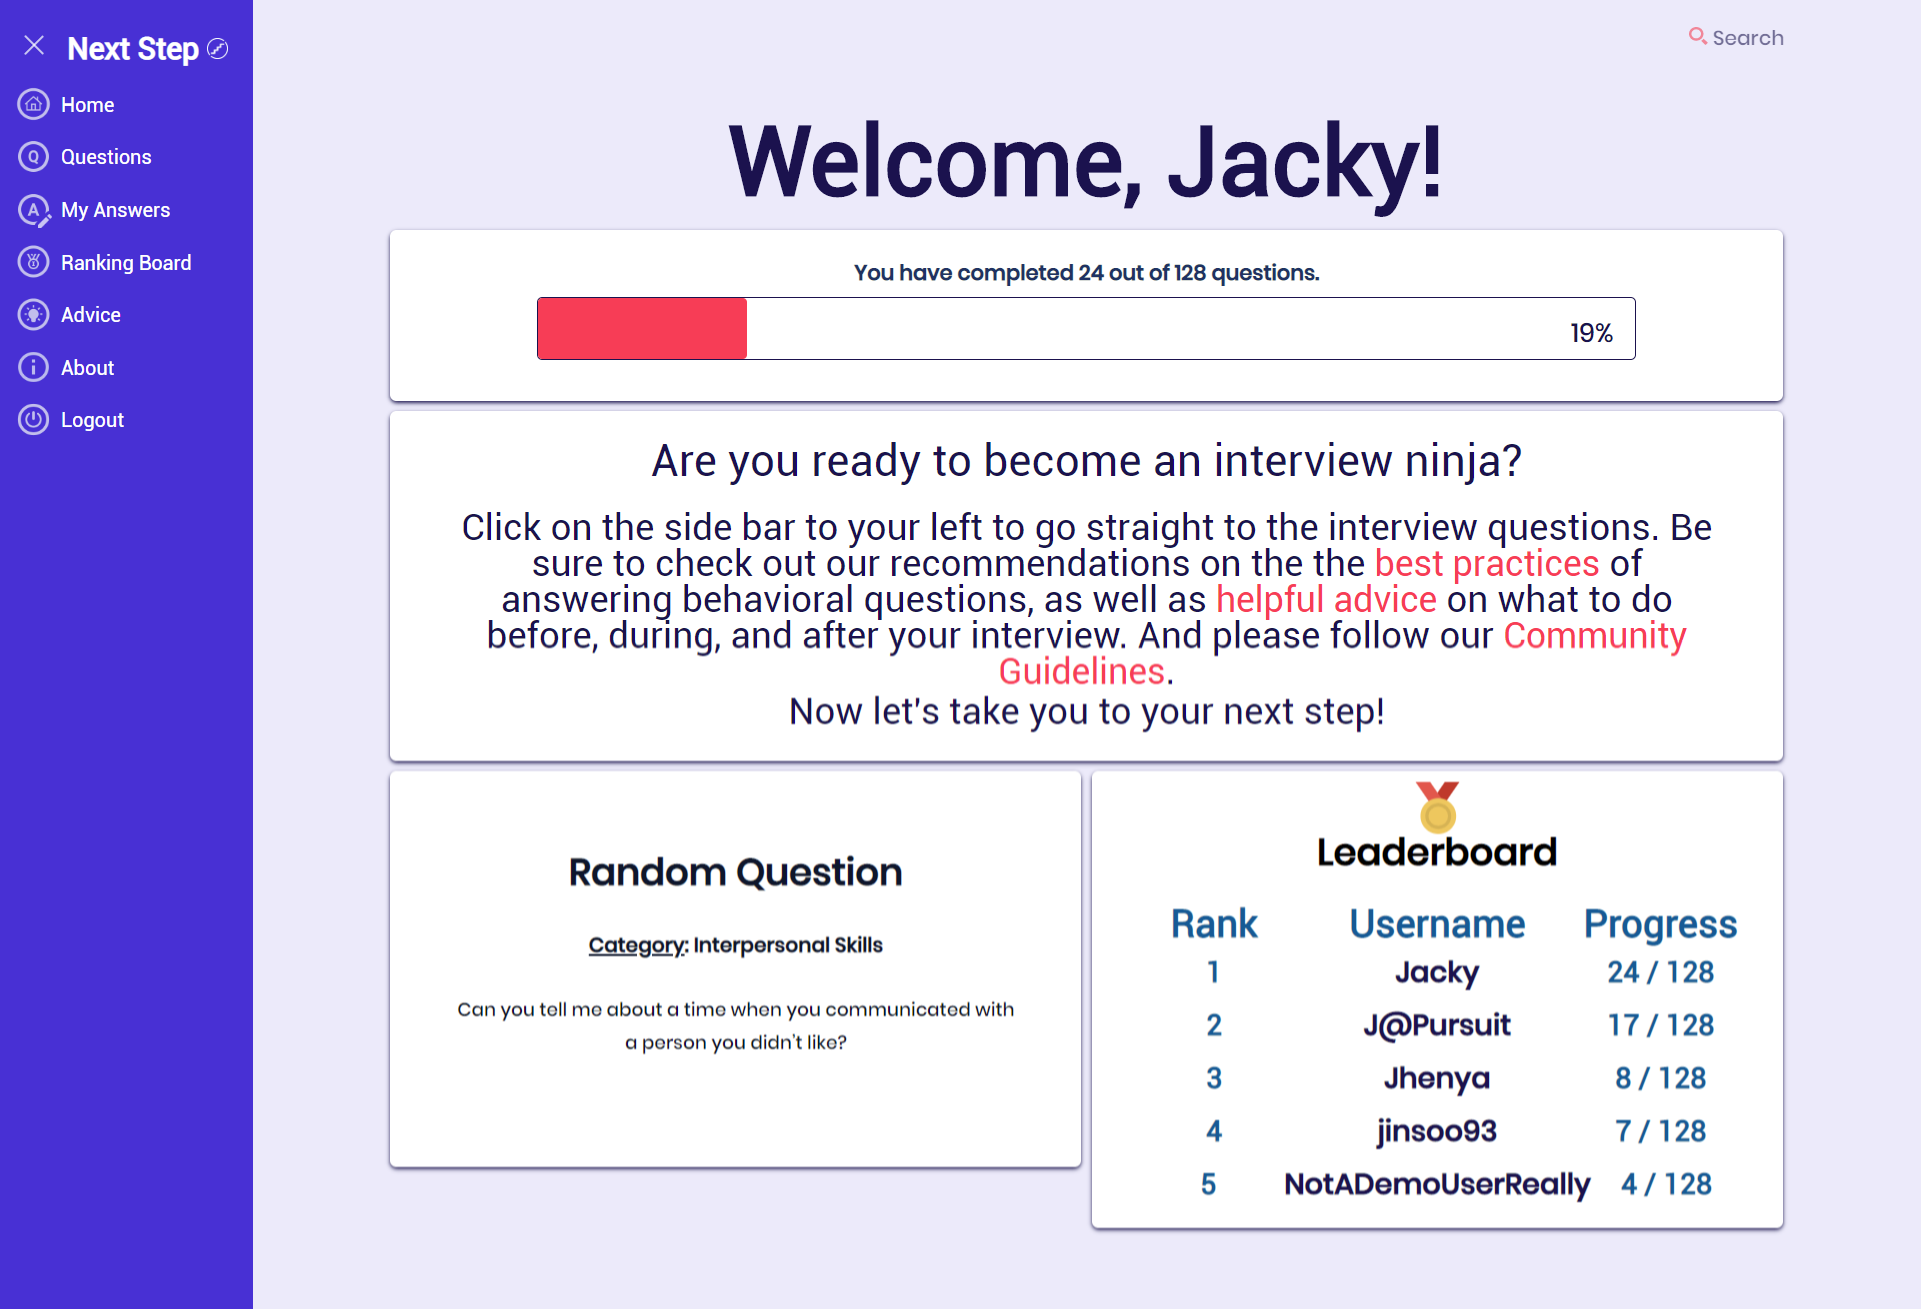 Next Step
Home
Q
Questions
A
My Answers
Ranking Board
Advice
About
Logout
Search
Welcome, Jacky!
You have completed 24 out of 128 questions.
19%
Are you ready to become an interview ninja?
Click on the side bar to your left to go straight to the interview questions. Be
sure to check out our recommendations on the the best practices of
answering behavioral questions, as well as helpful advice on what to do
before, during, and after your interview. And please follow our Community
Guidelines.
Now let's take you to your next step!
Random Question
Category: Interpersonal Skills
Can you tell me about a time when you communicated with
a person you didn't like?
Leaderboard
Rank Username Progress
1 Jacky 24 / 128
2 J@Pursuit 17 / 128
3 Jhenya 8 / 128
4 jinsoo93 7 / 128
5 NotADemoUserReally 4 / 128